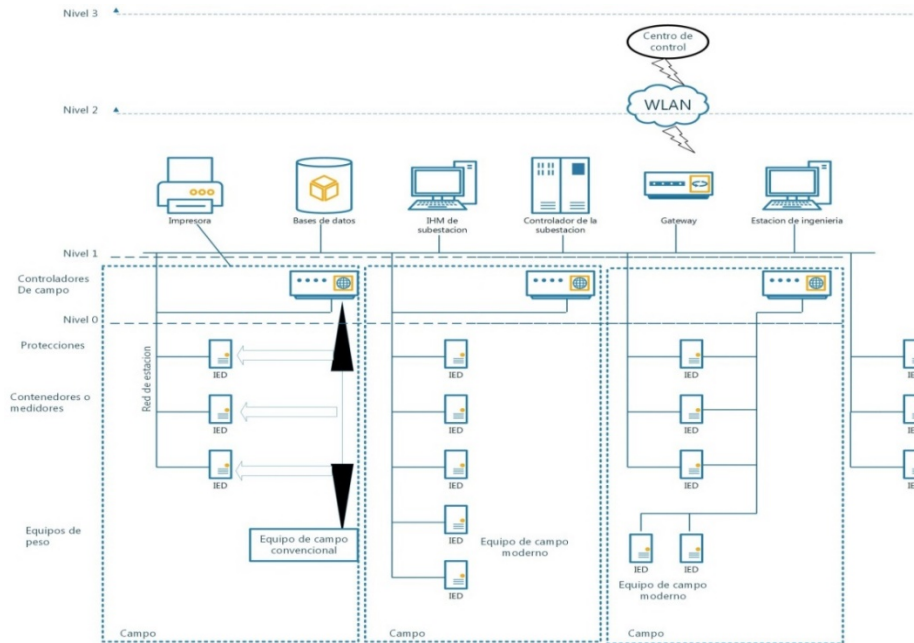 Nivel 3
Centro de
control
Nivel 2
WLAN
Impresora
Bases de datos
IHM de
subestacion
Controlador de la
subestacion
Gateway
Estacion de ingenieria
Nivel 1
Controladores
De campo
Nivel 0
Protecciones
Contenedores o
medidores
Equipos de
peso
Red de estacion
IED
IED
IED
Equipo de campo
convencional
Campo
IED
IED
IED
IED
IED
Equipo de campo
moderno
Campo
IED
IED
IED
IED
IED
Equipo de campo
moderno
Campo
IED
IED
IED